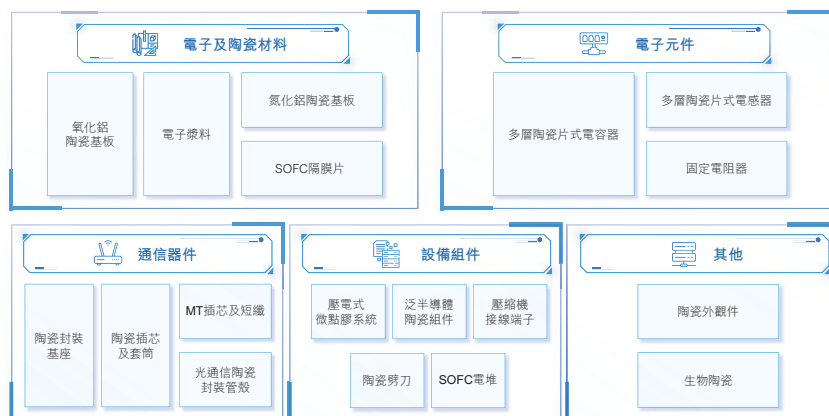 電子及陶瓷材料
氧化鋁
陶瓷基板
電子漿料
氮化鋁陶瓷基板
SOFC隔膜片
電子元件
多層陶瓷片式電容器
多層陶瓷片式電感器
固定電阻器
通信器件
陶瓷封裝
基座
陶瓷插芯
及套筒
MT插芯及短纖
光通信陶瓷
封裝管殼
設備組件
壓電式
微點膠系統
泛半導體
陶瓷組件
壓縮機
接線端子
陶瓷劈刀
SOFC電堆
其他
陶瓷外觀件
生物陶瓷